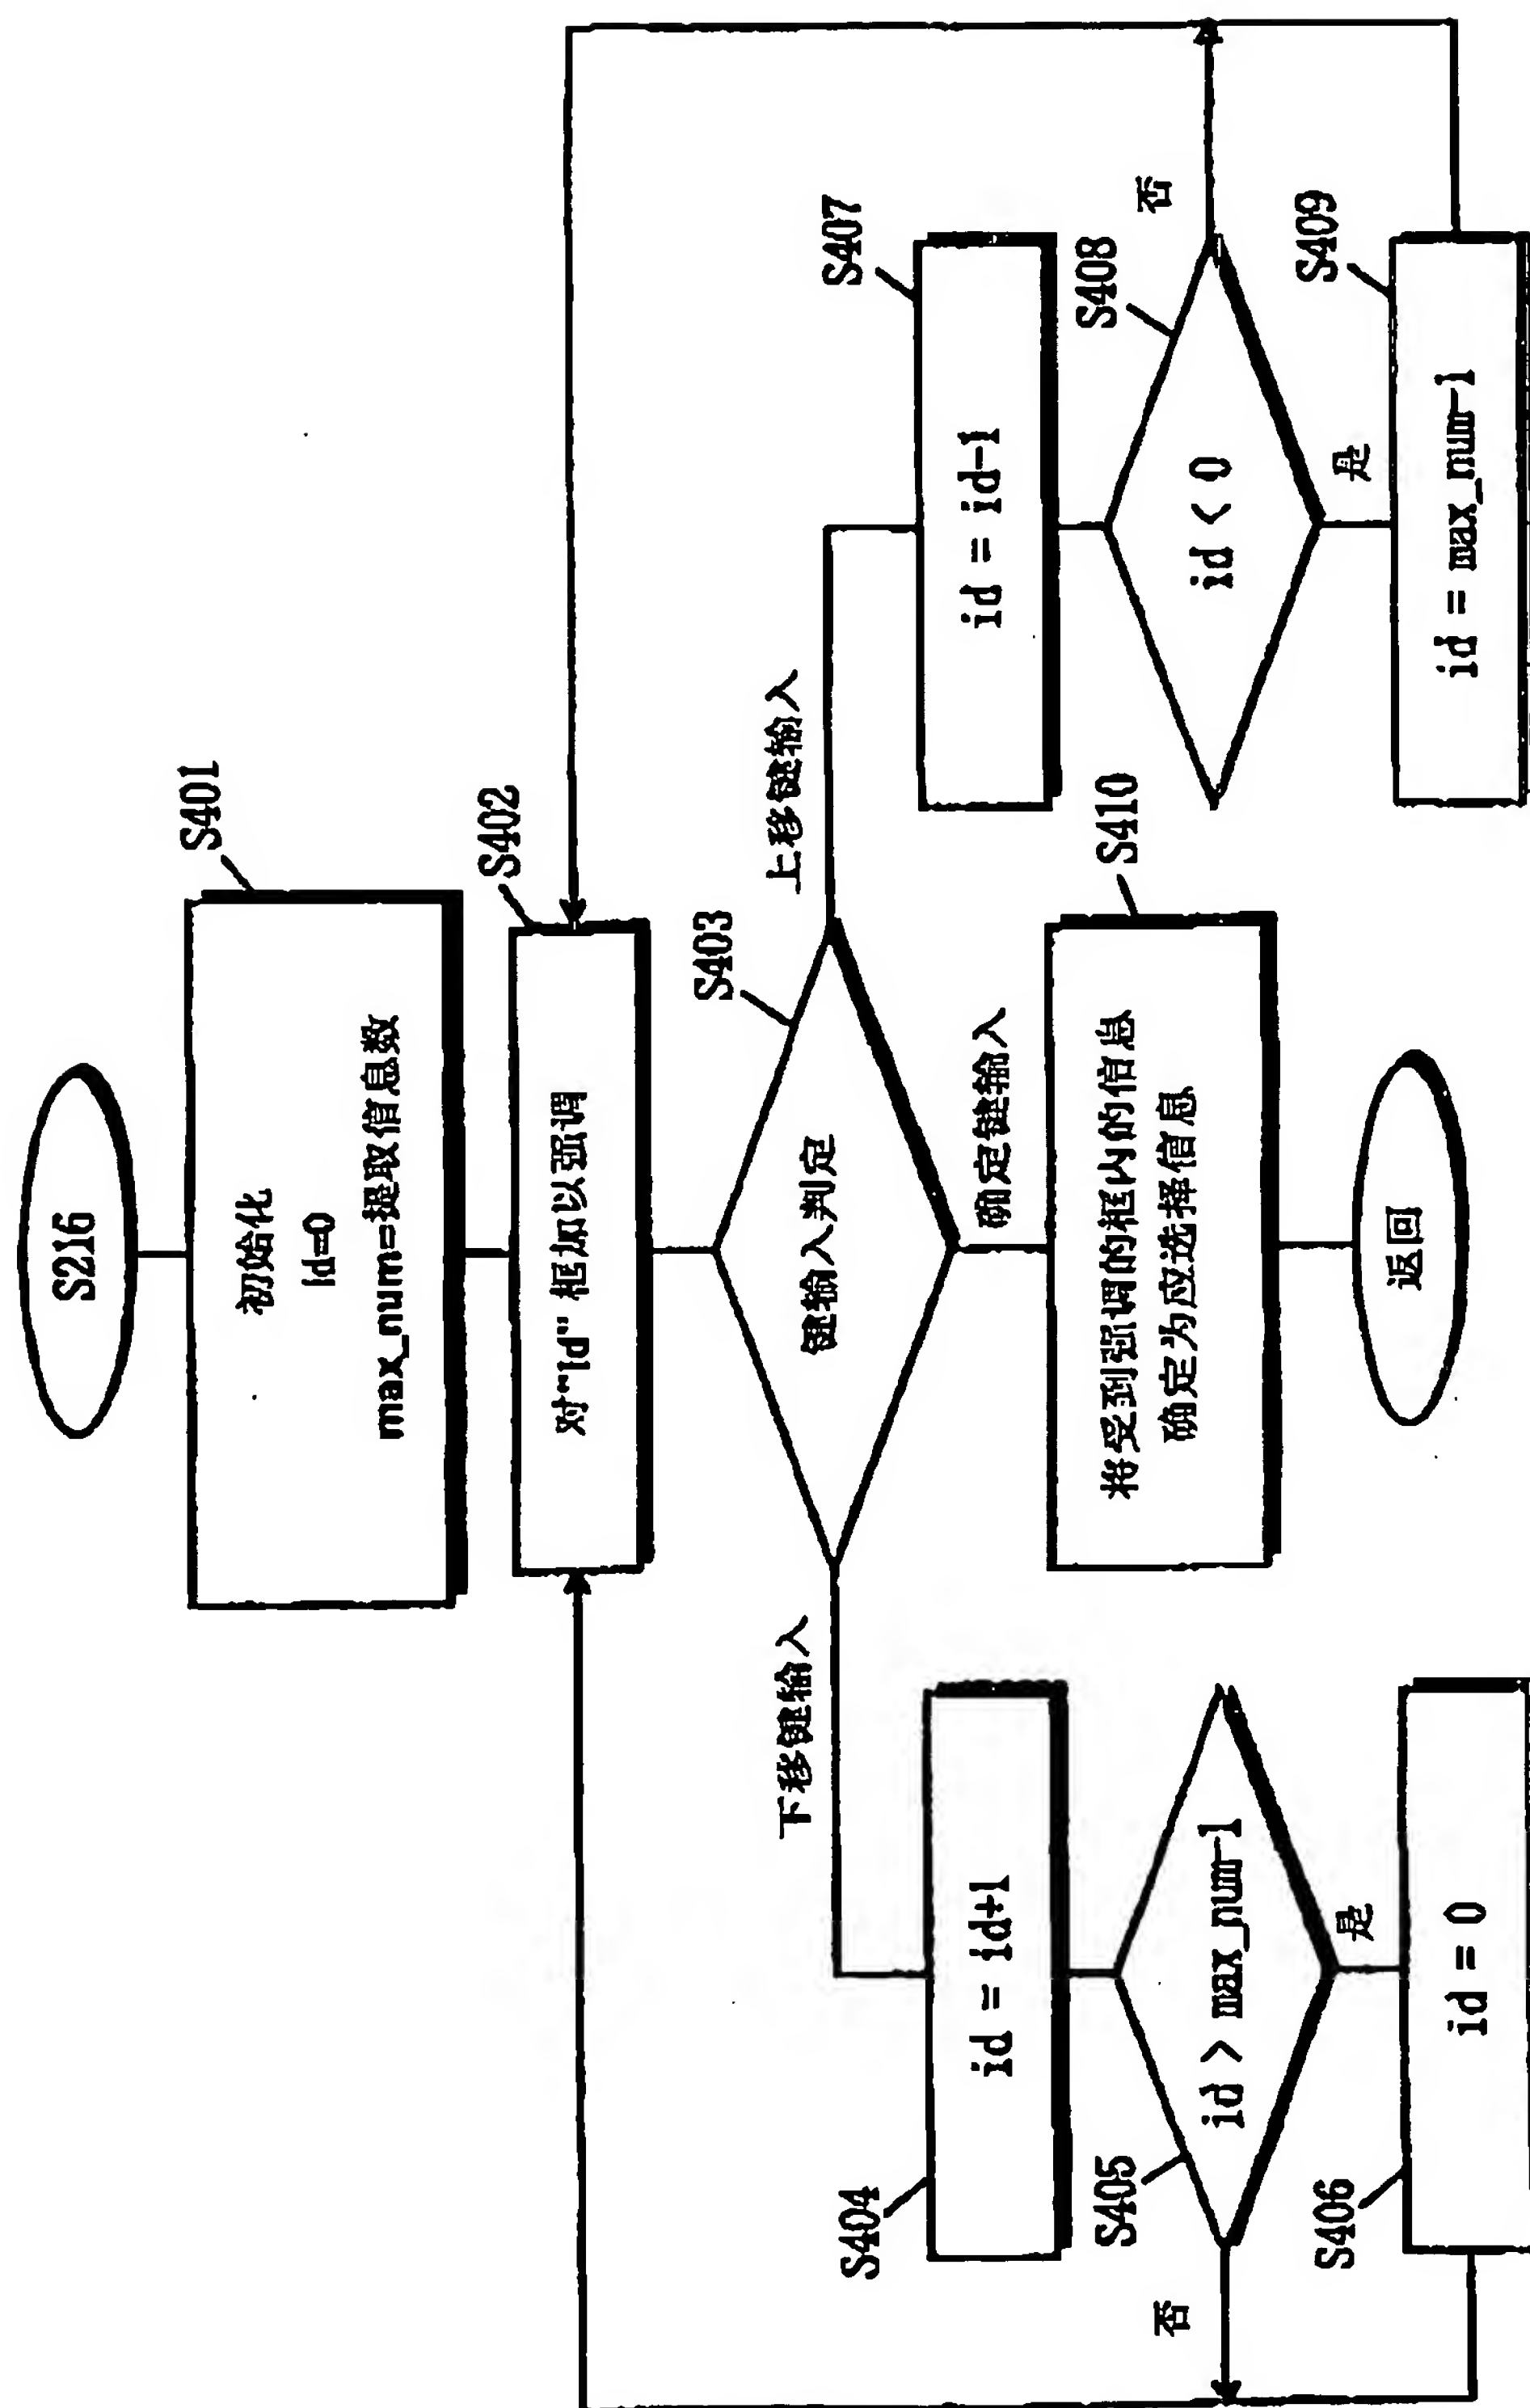 S216
S401
初始化
id=0
max_num=提取信息数
S402
对“id”框加以强调
S403
键输入判定
下移键输入
上移键输入
确定键输入
S404
id = id+1
S405
id > max_num-1
否
是
S406
id = 0
S407
id = id-1
S408
id < 0
否
是
S409
id = max_num-1
S410
将受到强调的框内的信息
确定为应选择信息
返回